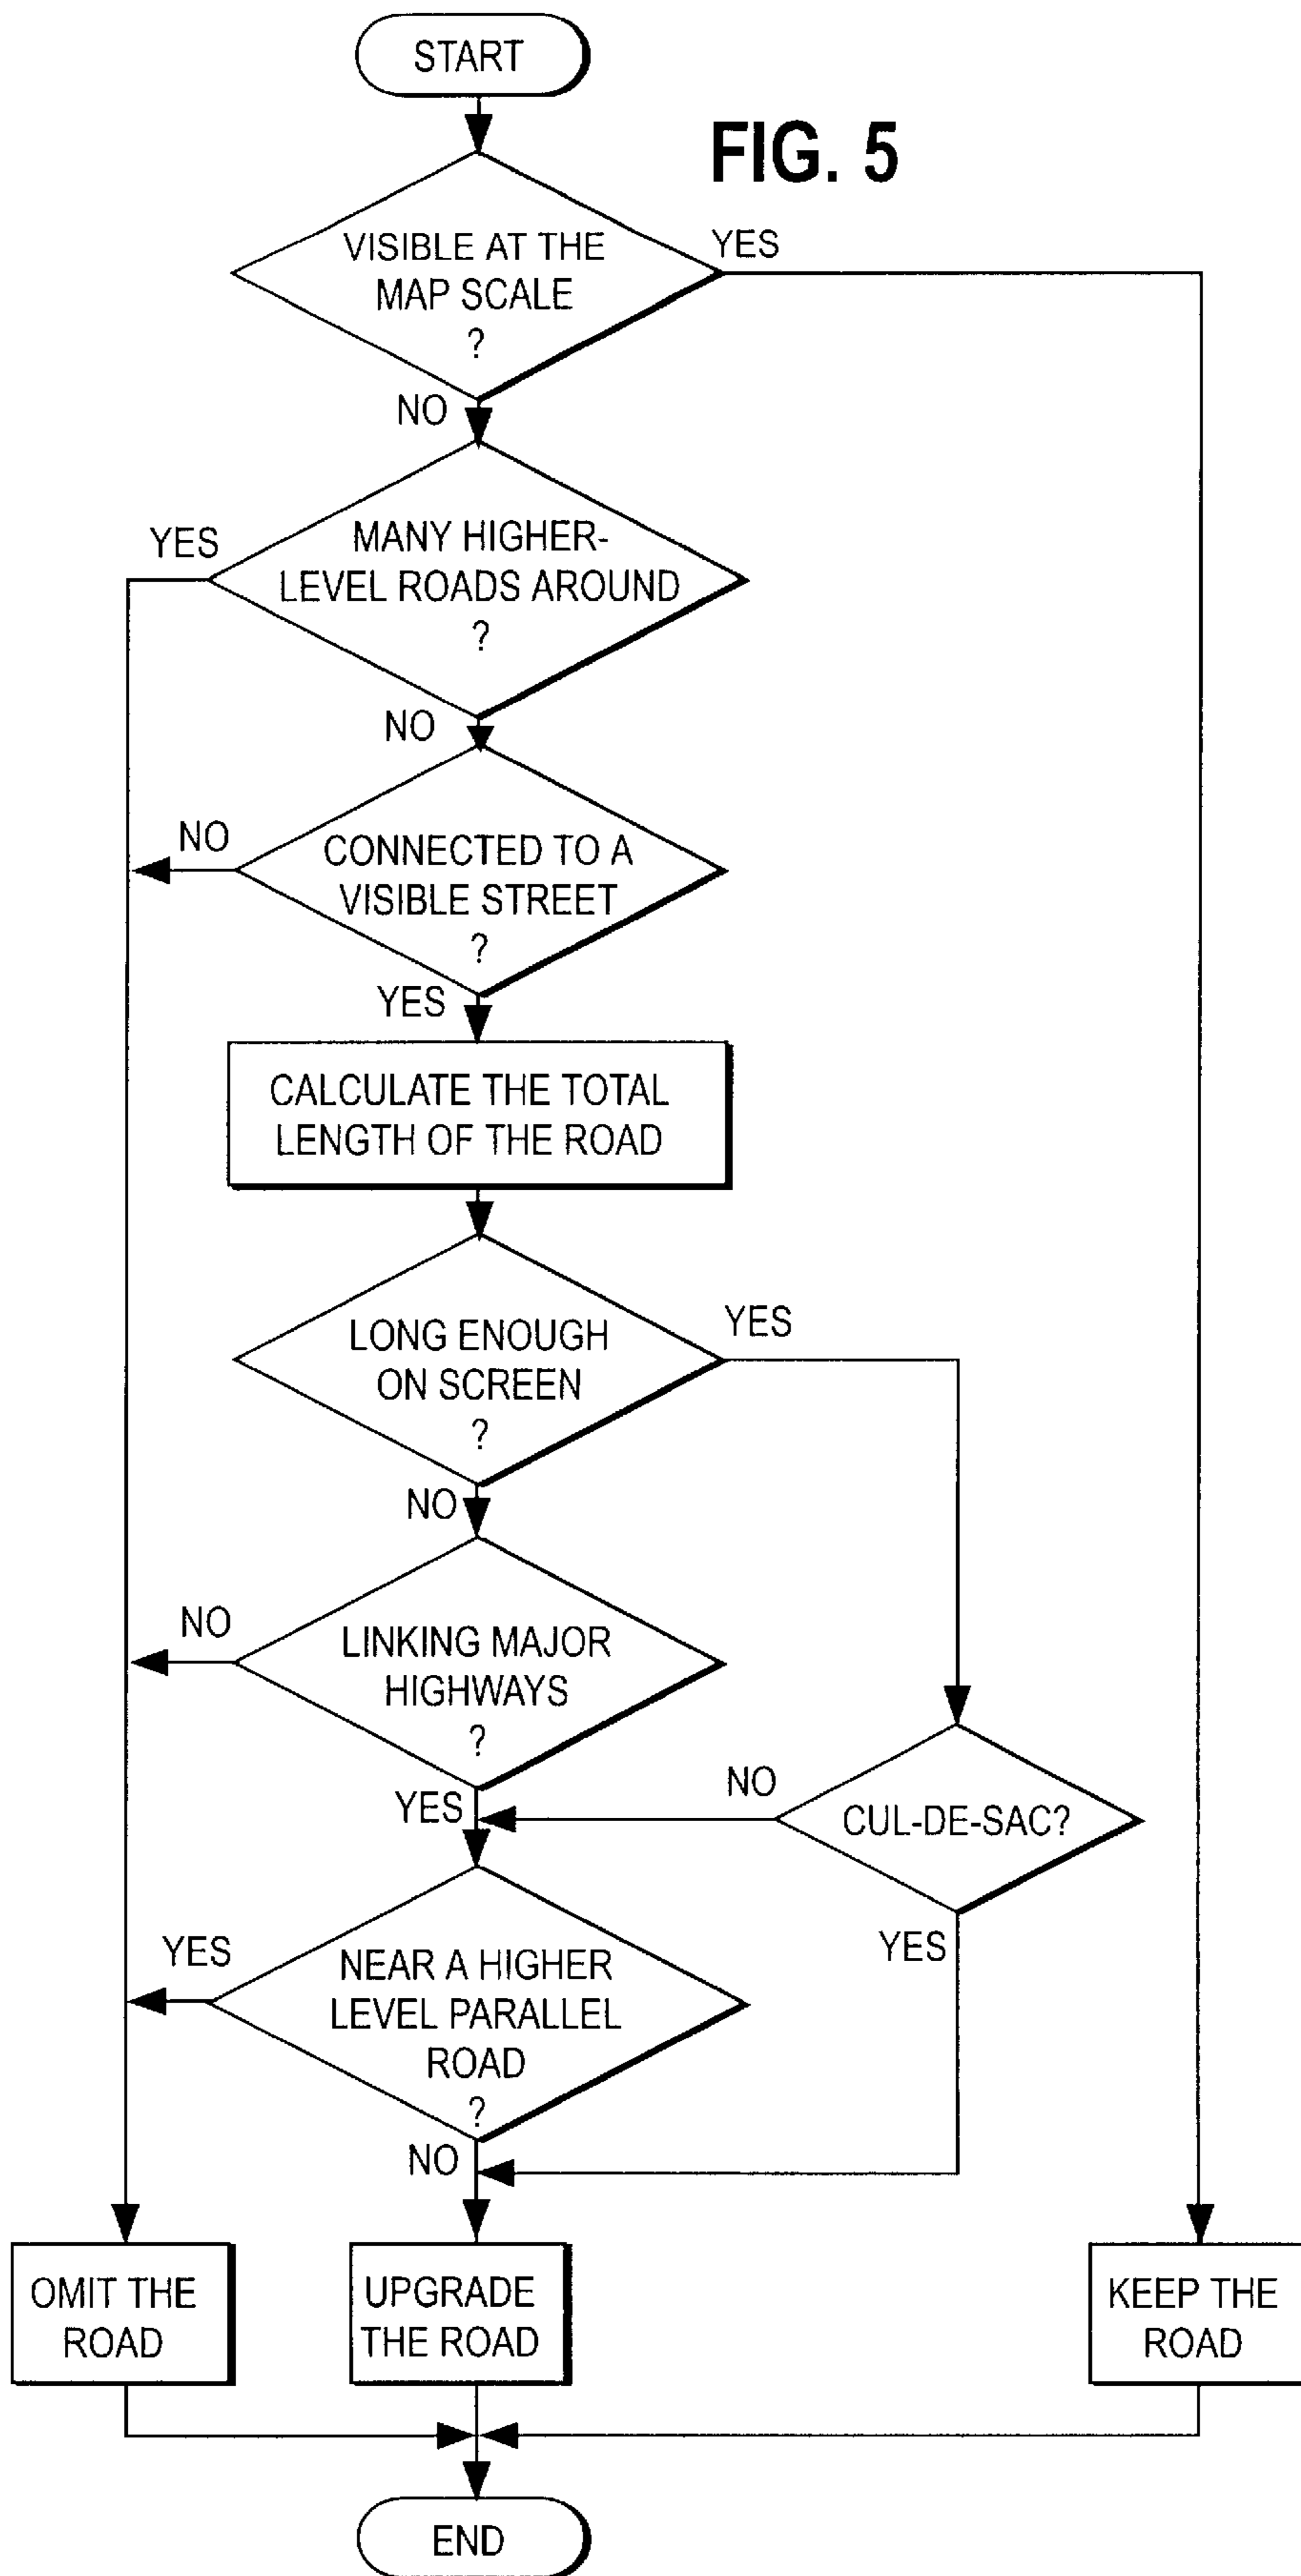 START
FIG. 5
VISIBLE AT THE
MAP SCALE
?
YES
NO
MANY HIGHER-
LEVEL ROADS AROUND
?
YES
NO
CONNECTED TO A
VISIBLE STREET
?
NO
YES
CALCULATE THE TOTAL
LENGTH OF THE ROAD
LONG ENOUGH
ON SCREEN
?
YES
NO
LINKING MAJOR
HIGHWAYS
?
NO
YES
CUL-DE-SAC?
NO
YES
NEAR A HIGHER
LEVEL PARALLEL
ROAD
?
YES
NO
OMIT THE
ROAD
UPGRADE
THE ROAD
KEEP THE
ROAD
END